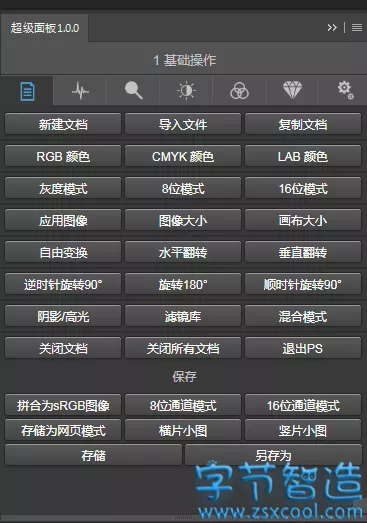 超级面板1.0.0
1 基础操作
新建文档 导入文件 复制文档
RGB 颜色 CMYK 颜色 LAB 颜色
灰度模式 8位模式 16位模式
应用图像 图像大小 画布大小
自由变换 水平翻转 垂直翻转
逆时针旋转90° 旋转180° 顺时针旋转90°
阴影/高光 滤镜库 混合模式
关闭文档 关闭所有文档 退出PS
保存
拼合为sRGB图像 8位通道模式 16位通道模式
存储为网页模式 横片小图 竖片小图
存储 另存为
字节智造
www.zsxcool.com